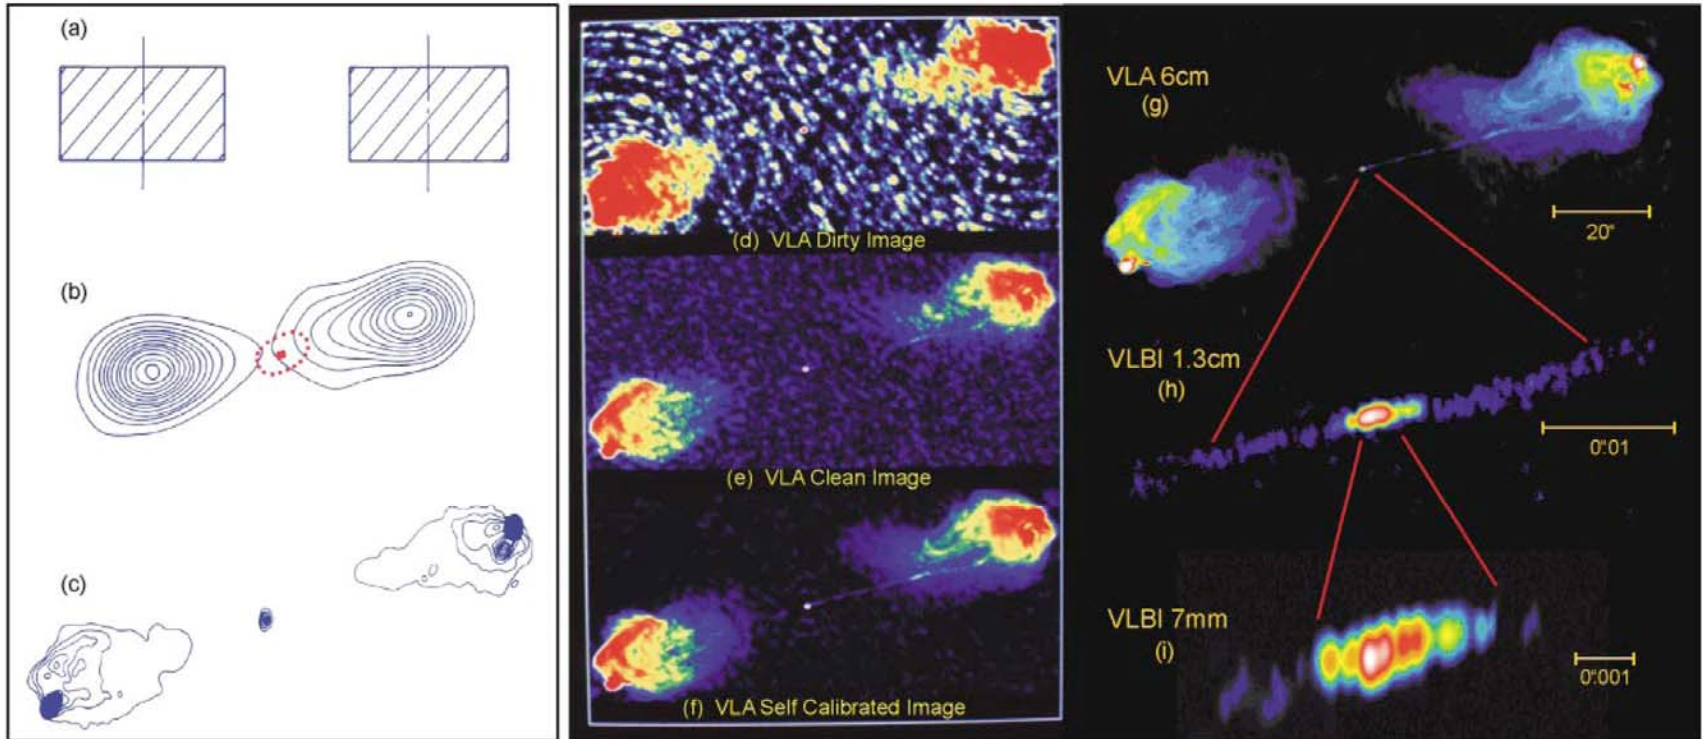 (a)
(b)
(c)
(d) VLA Dirty Image
(e) VLA Clean Image
(f) VLA Self Calibrated Image
VLA 6cm
(g)
20"
VLBI 1.3cm
(h)
0".01
VLBI 7mm
(i)
0".001